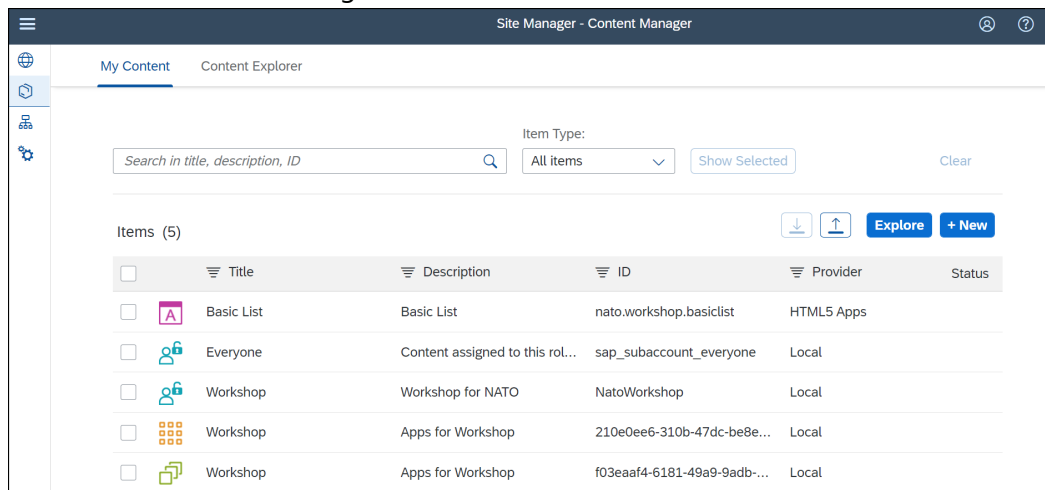 Site Manager - Content Manager
My Content Content Explorer
Item Type:
Search in title, description, ID All items Show Selected Clear
Items (5) Explore + New
Title Description ID Provider Status
A Basic List Basic List nato.workshop.basiclist HTML5 Apps
Everyone Content assigned to this rol... sap_subaccount_everyone Local
Workshop Workshop for NATO NatoWorkshop Local
Workshop Apps for Workshop 210e0ee6-310b-47dc-be8e... Local
Workshop Apps for Workshop f03eaaf4-6181-49a9-9adb-... Local